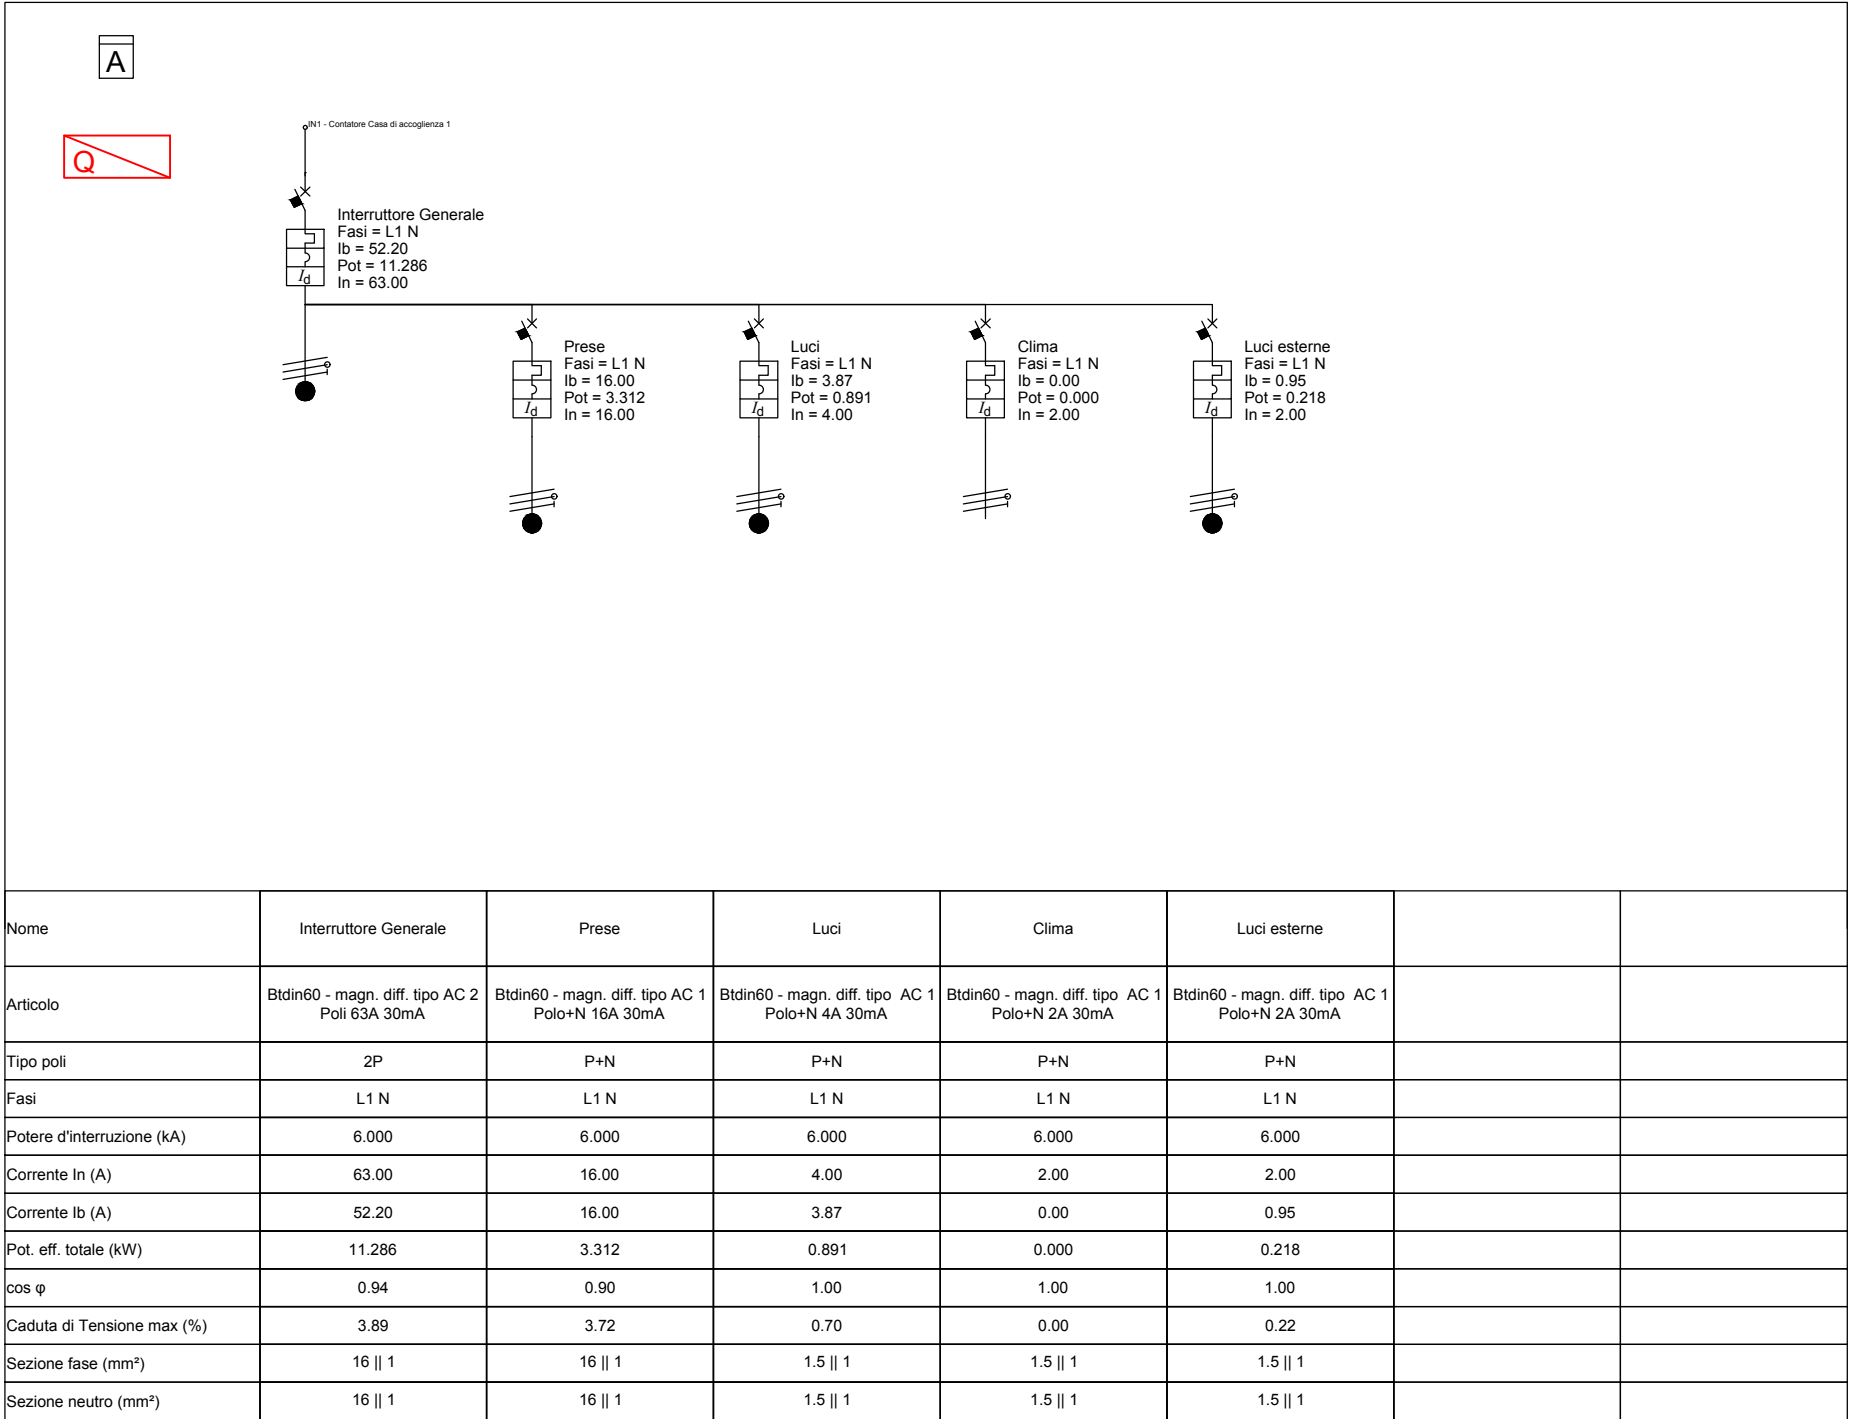 A
IN1 - Contatore Casa di accoglienza 1
Q
Interruttore Generale
Fasi = L1 N
Ib = 52.20
Pot = 11.286
In = 63.00
Id
Prese
Fasi = L1 N
Ib = 16.00
Pot = 3.312
In = 16.00
Id
Luci
Fasi = L1 N
Ib = 3.87
Pot = 0.891
In = 4.00
Id
Clima
Fasi = L1 N
Ib = 0.00
Pot = 0.000
In = 2.00
Id
Luci esterne
Fasi = L1 N
Ib = 0.95
Pot = 0.218
In = 2.00
Id
Nome Interruttore Generale Prese Luci Clima Luci esterne
Articolo Btdin60 - magn. diff. tipo AC 2 Poli 63A 30mA Btdin60 - magn. diff. tipo AC 1 Polo+N 16A 30mA Btdin60 - magn. diff. tipo AC 1 Polo+N 4A 30mA Btdin60 - magn. diff. tipo AC 1 Polo+N 2A 30mA Btdin60 - magn. diff. tipo AC 1 Polo+N 2A 30mA
Tipo poli 2P P+N P+N P+N P+N
Fasi L1 N L1 N L1 N L1 N L1 N
Potere d'interruzione (kA) 6.000 6.000 6.000 6.000 6.000
Corrente In (A) 63.00 16.00 4.00 2.00 2.00
Corrente Ib (A) 52.20 16.00 3.87 0.00 0.95
Pot. eff. totale (kW) 11.286 3.312 0.891 0.000 0.218
cos φ 0.94 0.90 1.00 1.00 1.00
Caduta di Tensione max (%) 3.89 3.72 0.70 0.00 0.22
Sezione fase (mm²) 16 || 1 16 || 1 1.5 || 1 1.5 || 1 1.5 || 1
Sezione neutro (mm²) 16 || 1 16 || 1 1.5 || 1 1.5 || 1 1.5 || 1